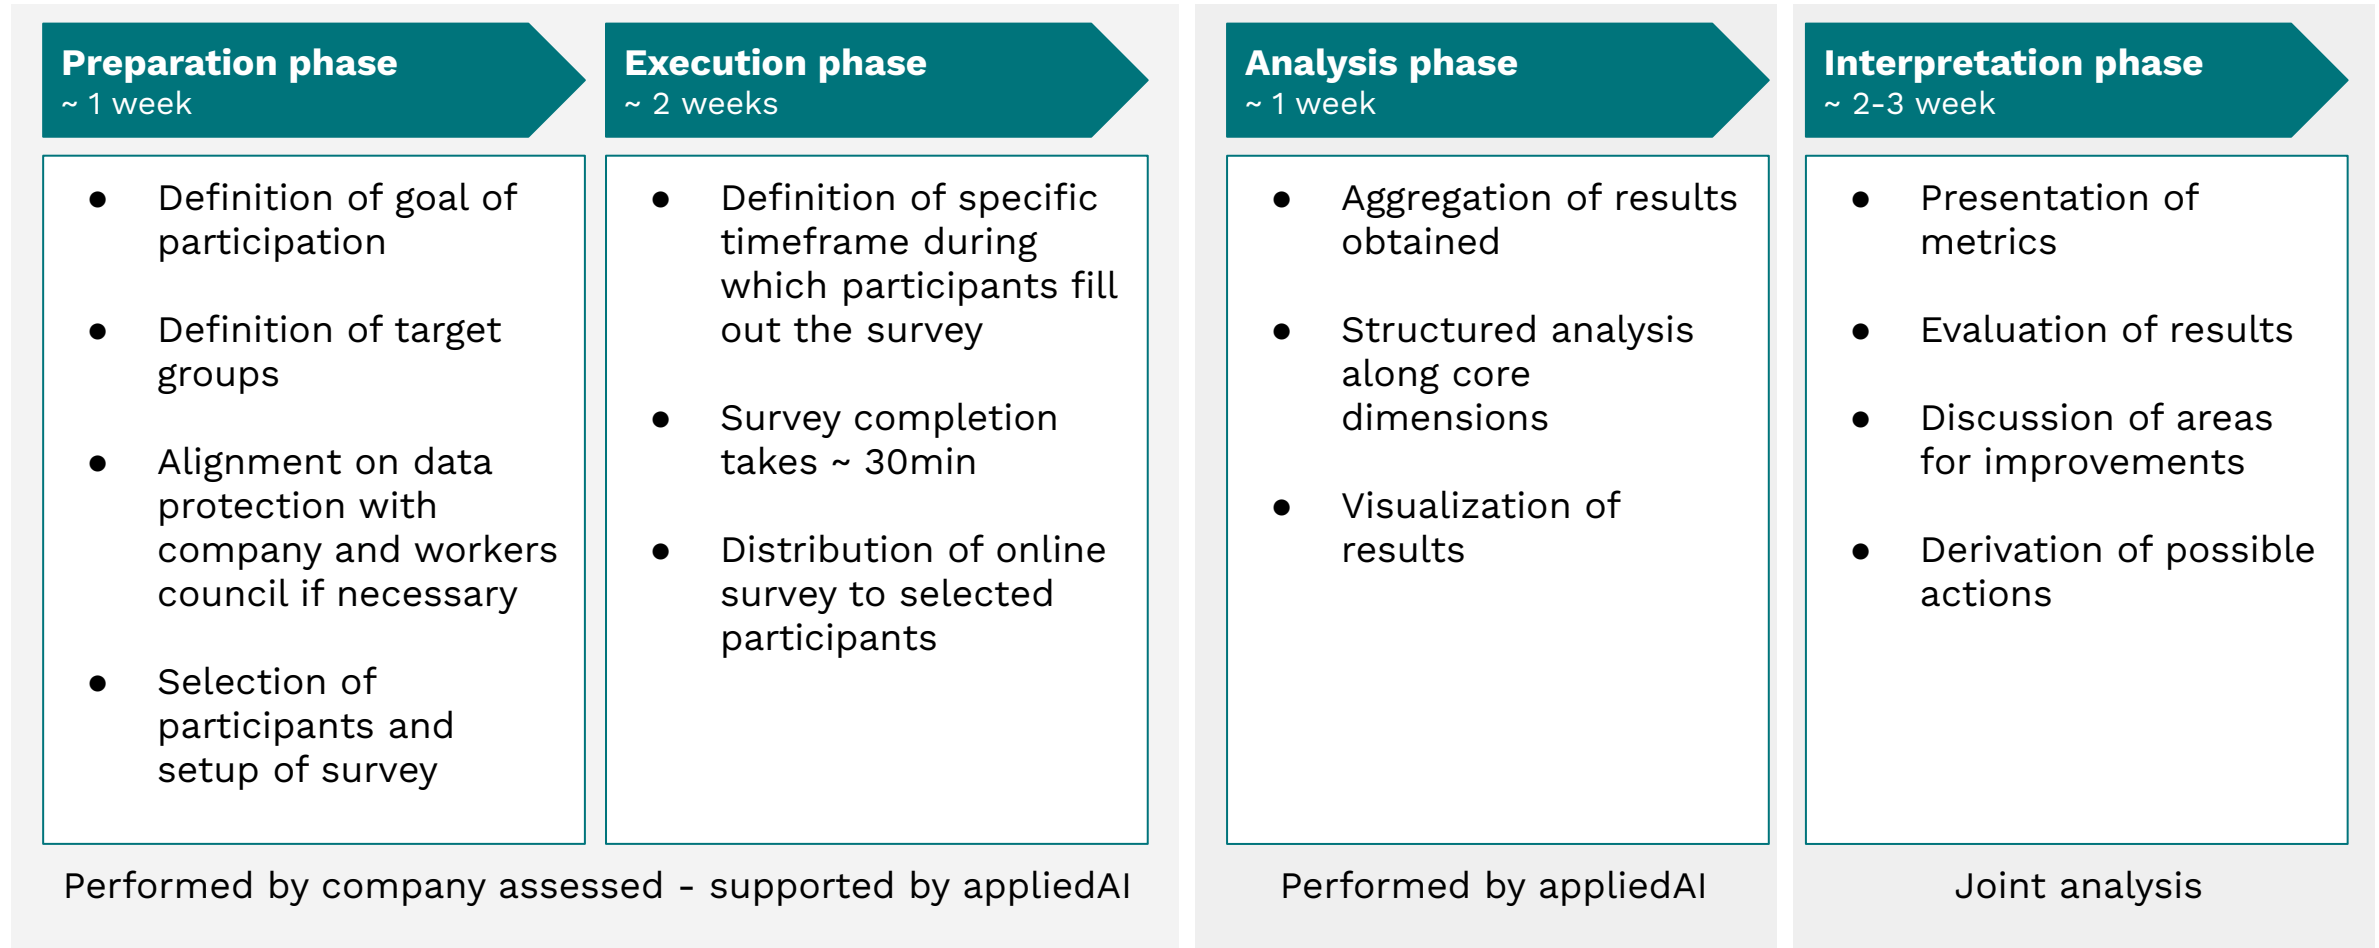 Preparation phase
~ 1 week
● Definition of goal of
participation
● Definition of target
groups
● Alignment on data
protection with
company and workers
council if necessary
● Selection of
participants and
setup of survey
Execution phase
~ 2 weeks
● Definition of specific
timeframe during
which participants fill
out the survey
● Survey completion
takes ~ 30min
● Distribution of online
survey to selected
participants
Performed by company assessed - supported by appliedAI
Analysis phase
~ 1 week
● Aggregation of results
obtained
● Structured analysis
along core
dimensions
● Visualization of
results
Performed by appliedAI
Interpretation phase
~ 2-3 week
● Presentation of
metrics
● Evaluation of results
● Discussion of areas
for improvements
● Derivation of possible
actions
Joint analysis